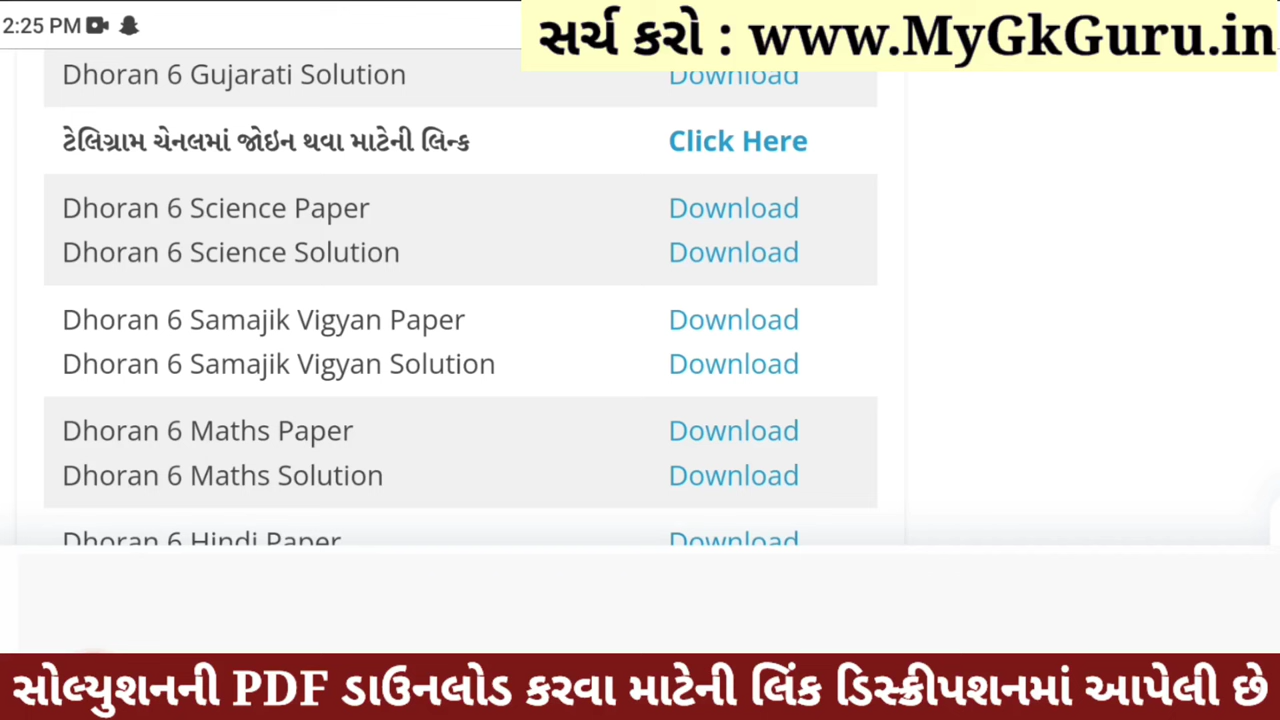 2:25 PM
સર્ચ કરો : www.MyGkGuru.in
Dhoran 6 Gujarati Solution Download
ટેલિગ્રામ ચેનલમાં જોઇન થવા માટેની લિન્ક Click Here
Dhoran 6 Science Paper Download
Dhoran 6 Science Solution Download
Dhoran 6 Samajik Vigyan Paper Download
Dhoran 6 Samajik Vigyan Solution Download
Dhoran 6 Maths Paper Download
Dhoran 6 Maths Solution Download
Dhoran 6 Hindi Paper Download
સોલ્યુશનની PDF ડાઉનલોડ કરવા માટેની લિંક ડિસ્ક્રીપશનમાં આપેલી છે